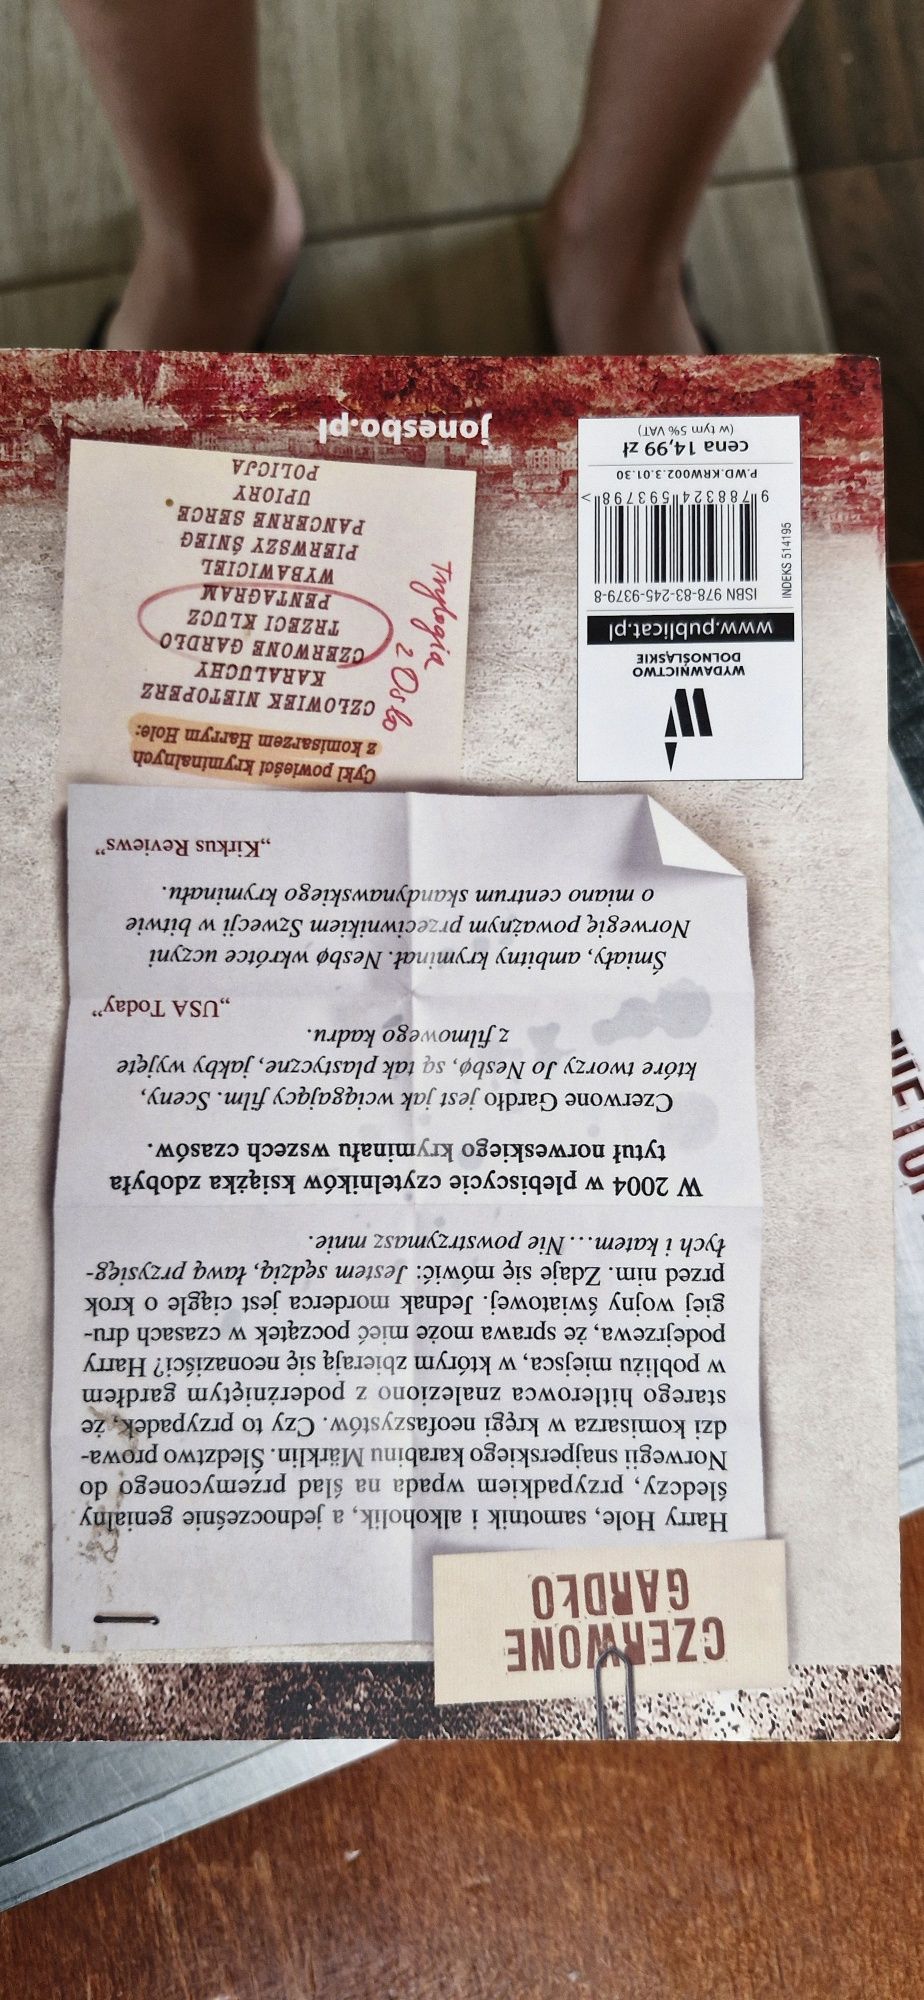 CZERWONE
GARDŁO
Harry Hole, samotnik i alkoholik, a jednocześnie genialny
śledczy, przypadkiem wpada na ślad przemyconego do
Norwegii snajperskiego karabinu Märklin. Śledztwo prowa-
dzi komisarza w kręgi neofaszystów. Czy to przypadek, że
starego hitlerowca znaleziono z poderżniętym gardłem
w pobliżu miejsca, w którym zbierają się neonaziści? Harry
podejrzewa, że sprawa może mieć początek w czasach dru-
giej wojny światowej. Jednak morderca jest ciągle o krok
przed nim. Zdaje się mówić: Jestem sędzią, ławą przysięg-
łych i katem... Nie powstrzymasz mnie.
W 2004 w plebiscycie czytelników książka zdobyła
tytuł norweskiego kryminału wszech czasów.
Czerwone Gardło jest jak wciągający film. Sceny,
które tworzy Jo Nesbø, są tak plastyczne, jakby wyjęte
z filmowego kadru.
„USA Today”
Śmiały, ambitny kryminał. Nesbø wkrótce uczyni
Norwegię poważnym przeciwnikiem Szwecji w bitwie
o miano centrum skandynawskiego kryminału.
„Kirkus Reviews”
WYDAWNICTWO
DOLNOŚLĄSKIE
www.publicat.pl
ISBN 978-83-245-9379-8
9 788324 593798 >
INDEKS 514195
P.WD.KRW002.3.01.30
cena 14,99 zł
(w tym 5% VAT)
Cykl powieści kryminalnych
z komisarzem Harrym Hole:
CZŁOWIEK NIETOPERZ
KARALUCHY
CZERWONE GARDŁO
TRZECI KLUCZ
PENTAGRAM
WYBAWICIEL
PIERWSZY ŚNIEG
PANCERNE SERCE
UPIORY
POLICJA
Trylogia
z Oslo
jonesbo.pl